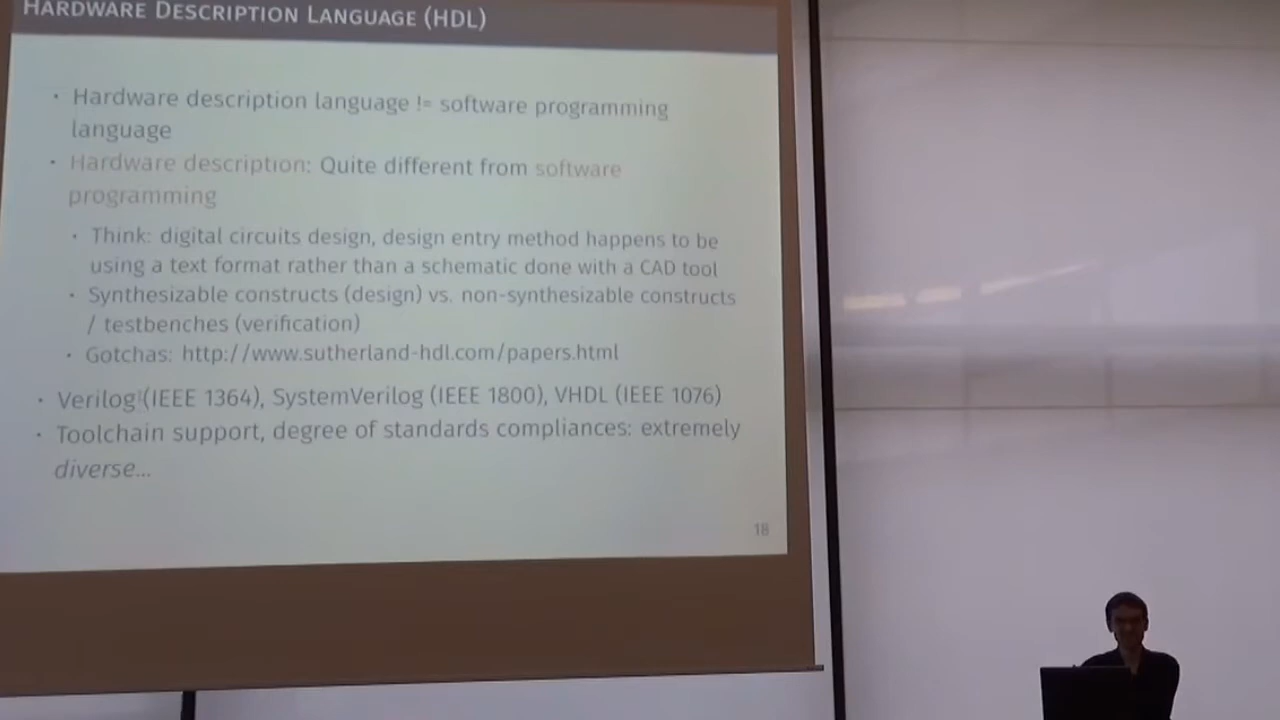 HARDWARE DESCRIPTION LANGUAGE (HDL)
· Hardware description language != software programming
language
· Hardware description: Quite different from software
programming
· Think: digital circuits design, design entry method happens to be
using a text format rather than a schematic done with a CAD tool
· Synthesizable constructs (design) vs. non-synthesizable constructs
/ testbenches (verification)
· Gotchas: http://www.sutherland-hdl.com/papers.html
· Verilog (IEEE 1364), SystemVerilog (IEEE 1800), VHDL (IEEE 1076)
· Toolchain support, degree of standards compliances: extremely
diverse...
18